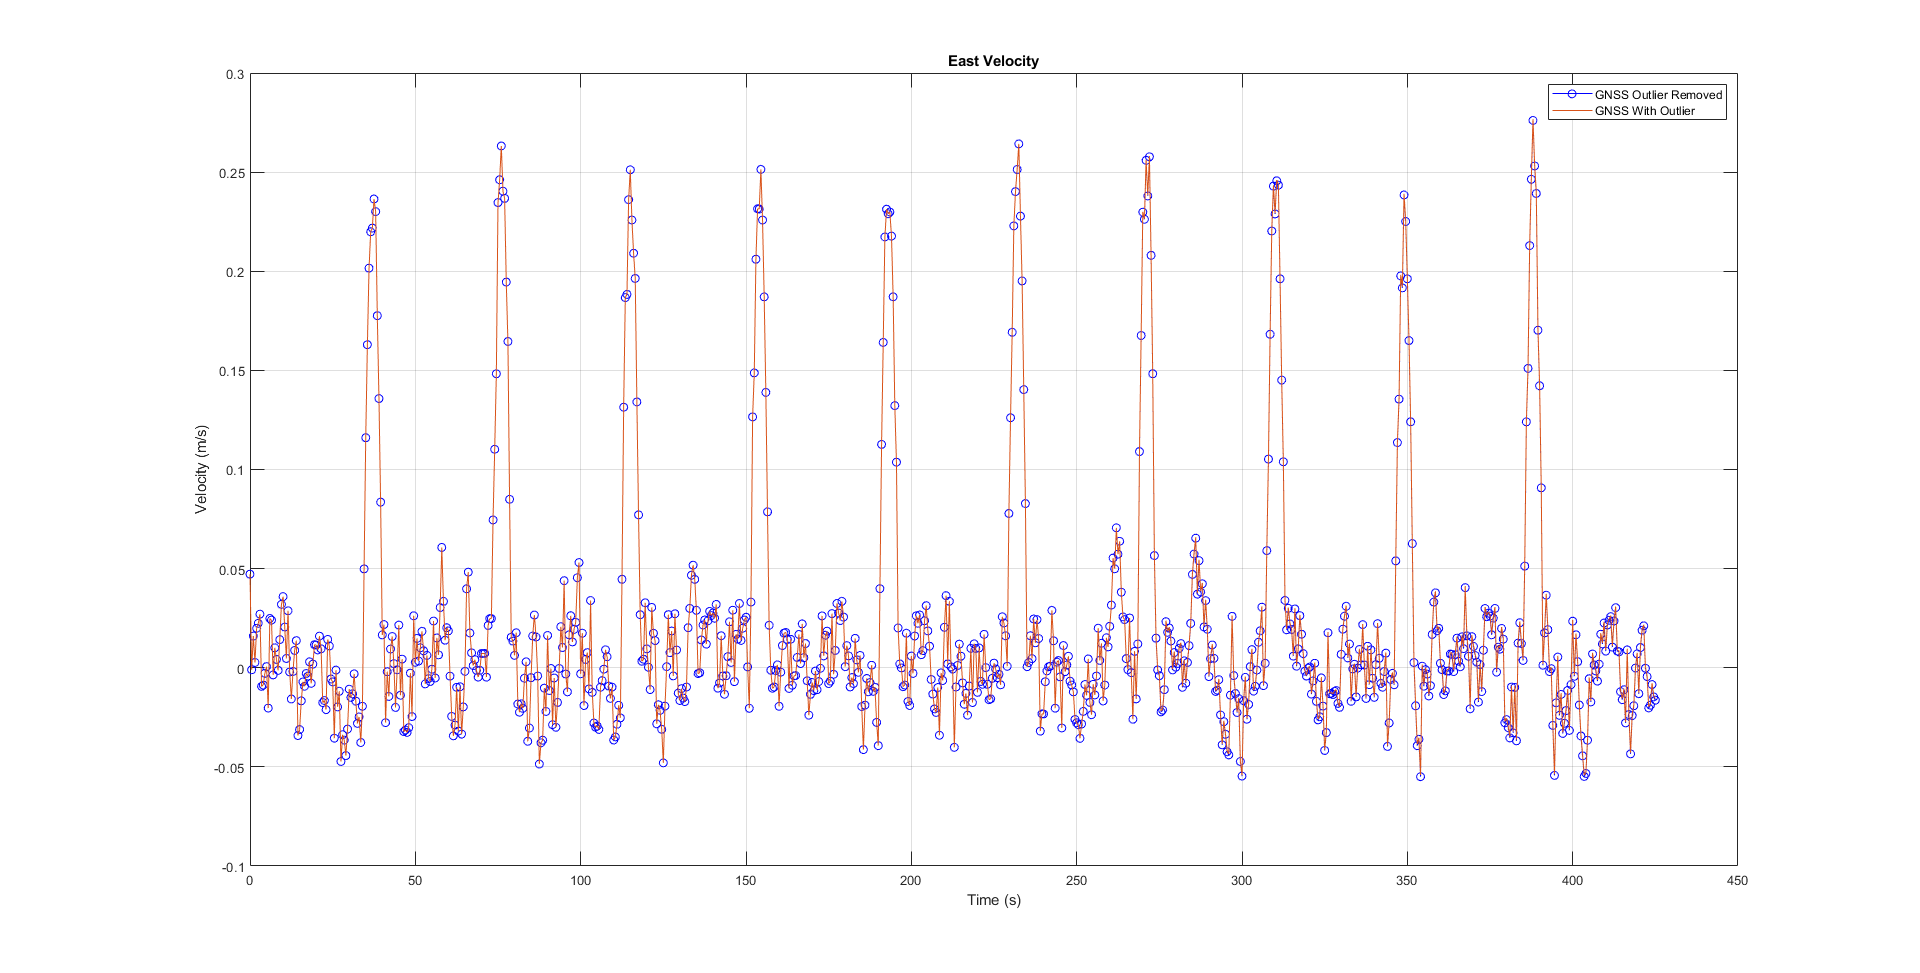 East Velocity
GNSS Outlier Removed
GNSS With Outlier
0.3
0.25
0.2
0.15
0.1
0.05
0
-0.05
-0.1
Velocity (m/s)
0 50 100 150 200 250 300 350 400 450
Time (s)